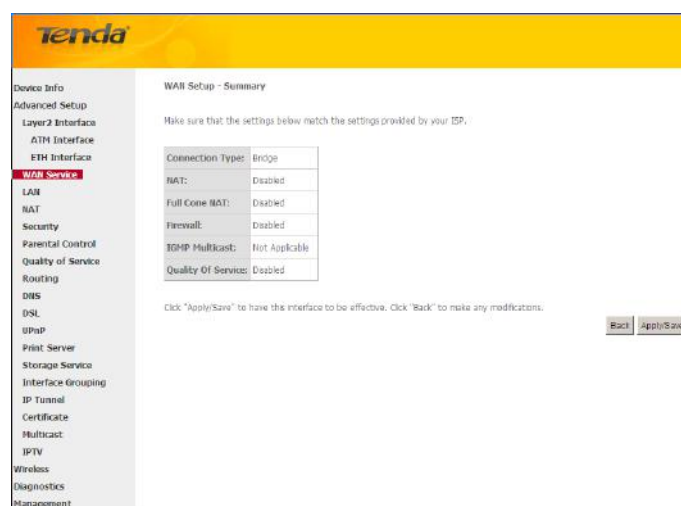 Tenda
Device Info
Advanced Setup
Layer2 Interface
ATM Interface
ETH Interface
WAN Service
LAN
NAT
Security
Parental Control
Quality of Service
Routing
DNS
DSL
UPnP
Print Server
Storage Service
Interface Grouping
IP Tunnel
Certificate
Multicast
IPTV
Wireless
Diagnostics
Management
WAN Setup - Summary
Make sure that the settings below match the settings provided by your ISP.
Connection Type: Bridge
NAT: Disabled
Full Cone NAT: Disabled
Firewall: Disabled
IGMP Multicast: Not Applicable
Quality Of Service: Disabled
Click "Apply/Save" to have this interface to be effective. Click "Back" to make any modifications.
Back Apply/Save